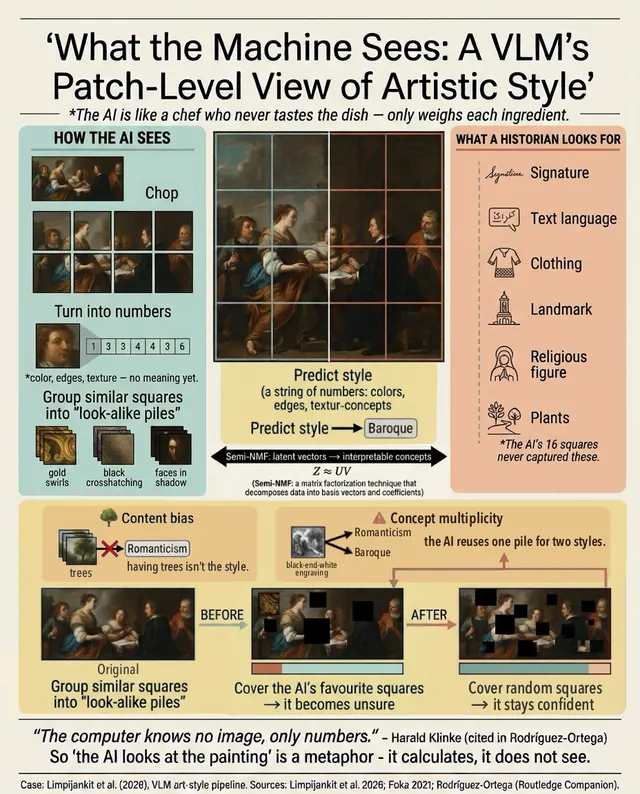 ‘What the Machine Sees: A VLM’s
Patch-Level View of Artistic Style’
*The AI is like a chef who never tastes the dish — only weighs each ingredient.
HOW THE AI SEES
Chop
Turn into numbers
1 3 3 4 4 3 6
*color, edges, texture — no meaning yet.
Group similar squares
into “look-alike piles”
gold
swirls
black
crosshatching
faces in
shadow
Predict style
(a string of numbers: colors,
edges, textur-concepts
Predict style → Baroque
Semi-NMF: latent vectors → interpretable concepts
Z ≈ UV
(Semi-NMF: a matrix factorization technique that
decomposes data into basis vectors and coefficients)
WHAT A HISTORIAN LOOKS FOR
Signature
Signature
Text language
Clothing
Landmark
Religious
figure
Plants
*The AI’s 16 squares
never captured these.
Content bias
trees
Romanticism
having trees isn’t the style.
Concept multiplicity
black-end-white
engraving
Romanticism
Baroque
the AI reuses one pile for two styles.
BEFORE
AFTER
Original
Group similar squares
into “look-alike piles”
Cover the AI’s favourite squares
→ it becomes unsure
Cover random squares
→ it stays confident
“The computer knows no image, only numbers.” – Harald Klinke (cited in Rodríguez-Ortega)
So ‘the AI looks at the painting’ is a metaphor - it calculates, it does not see.
Case: Limpijankit et al. (2026), VLM art-style pipeline. Sources: Limpijankit et al. 2026; Foka 2021; Rodríguez-Ortega (Routledge Companion).